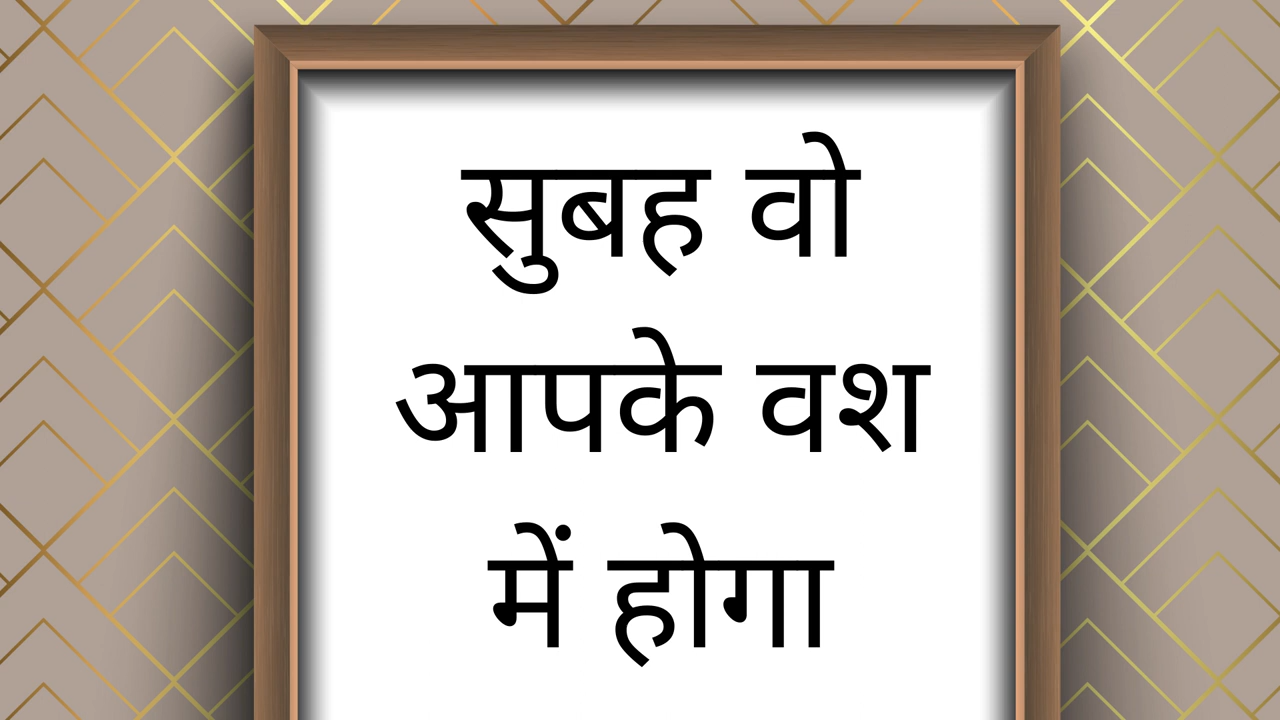 सुबह वो
आपके वश
में होगा